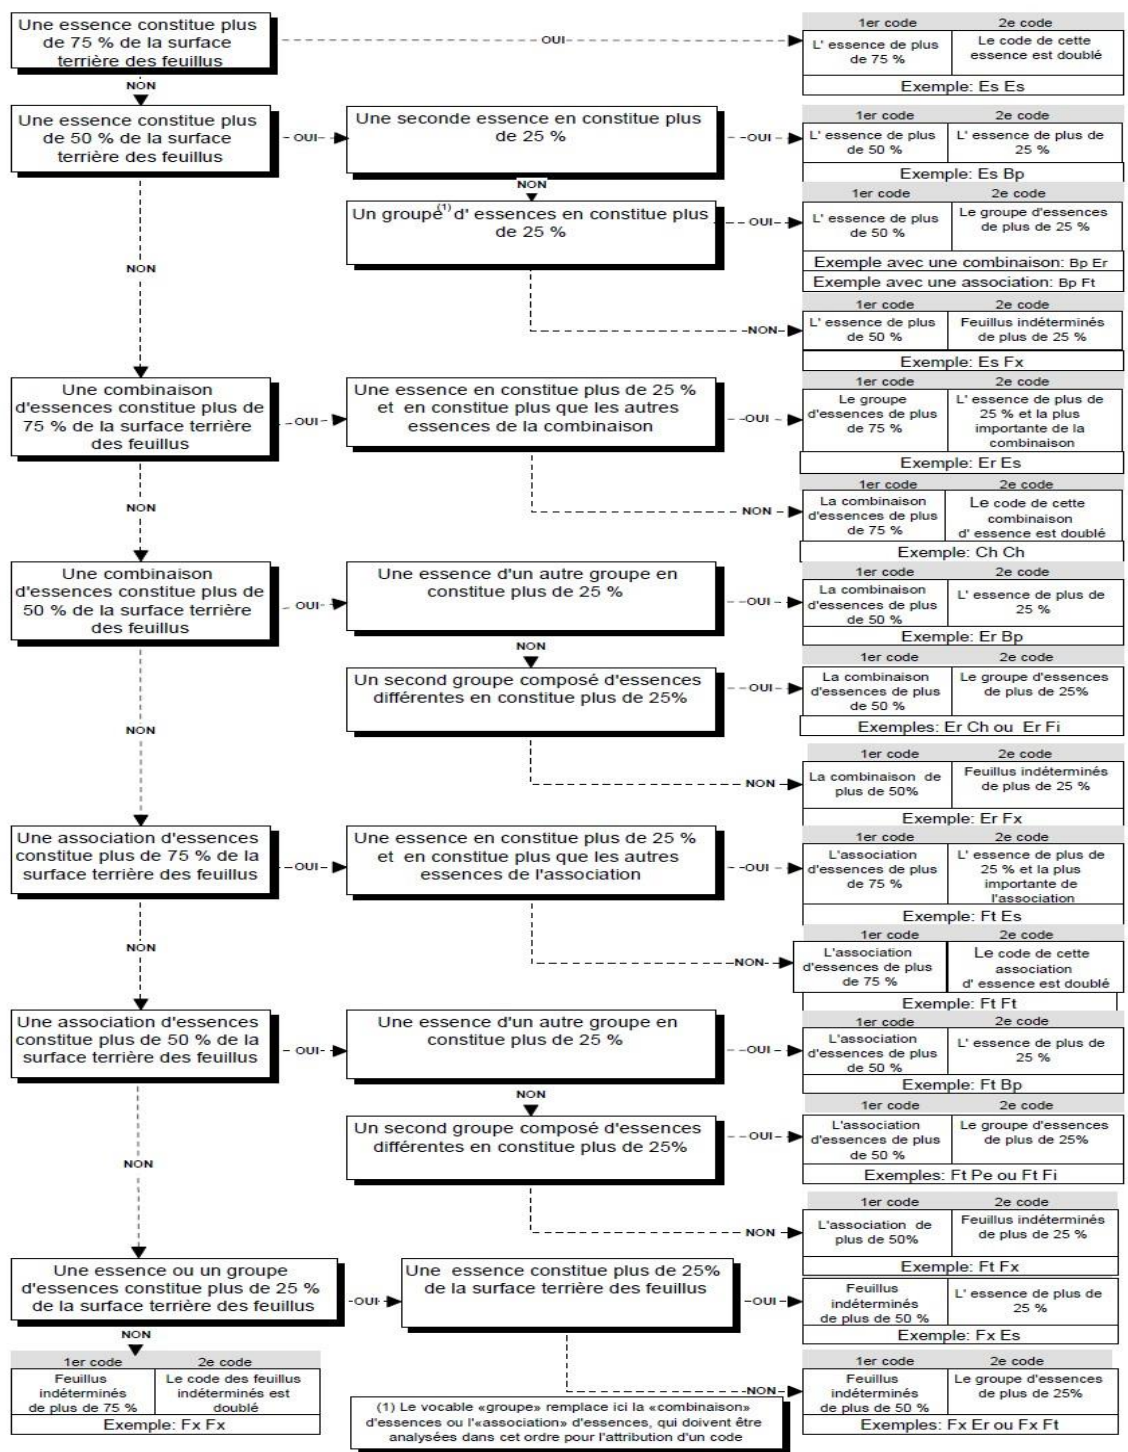 Une essence constitue plus
de 75 % de la surface
terrière des feuillus
OUI
1er code 2e code
L' essence de plus
de 75 %
Le code de cette
essence est doublé
Exemple: Es Es
NON
Une essence constitue plus
de 50 % de la surface
terrière des feuillus
OUI
Une seconde essence en constitue plus
de 25 %
OUI
1er code 2e code
L' essence de plus
de 50 %
L' essence de plus de
25 %
Exemple: Es Bp
NON
Un groupe(1) d' essences en constitue plus
de 25 %
OUI
1er code 2e code
L' essence de plus
de 50 %
Le groupe d'essences
de plus de 25 %
Exemple avec une combinaison: Bp Er
Exemple avec une association: Bp Ft
NON
NON
1er code 2e code
L' essence de plus
de 50 %
Feuillus indéterminés
de plus de 25 %
Exemple: Es Fx
Une combinaison
d'essences constitue plus de
75 % de la surface terrière
des feuillus
OUI
Une essence en constitue plus de 25 %
et en constitue plus que les autres
essences de la combinaison
OUI
1er code 2e code
Le groupe
d'essences de plus
de 75 %
L' essence de plus de
25 % et la plus
importante de la
combinaison
Exemple: Er Es
NON
NON
1er code 2e code
La combinaison
d'essences de plus
de 75 %
Le code de cette
combinaison
d' essence est doublé
Exemple: Ch Ch
Une combinaison
d'essences constitue plus de
50 % de la surface terrière
des feuillus
OUI
Une essence d'un autre groupe en
constitue plus de 25 %
OUI
1er code 2e code
La combinaison
d'essences de plus
de 50 %
L' essence de plus de
25 %
Exemple: Er Bp
NON
Un second groupe composé d'essences
différentes en constitue plus de 25%
OUI
1er code 2e code
La combinaison
d'essences de plus
de 50 %
Le groupe d'essences
de plus de 25%
Exemples: Er Ch ou Er Fi
NON
NON
1er code 2e code
La combinaison de
plus de 50%
Feuillus indéterminés
de plus de 25 %
Exemple: Er Fx
Une association d'essences
constitue plus de 75 % de la
surface terrière des feuillus
OUI
Une essence en constitue plus de 25 %
et en constitue plus que les autres
essences de l'association
OUI
1er code 2e code
L'association
d'essences de plus
de 75 %
L' essence de plus de
25 % et la plus
importante de
l'association
Exemple: Ft Es
NON
NON
1er code 2e code
L'association
d'essences de plus
de 75 %
Le code de cette
association
d' essence est doublé
Exemple: Ft Ft
Une association d'essences
constitue plus de 50 % de la
surface terrière des feuillus
OUI
Une essence d'un autre groupe en
constitue plus de 25 %
OUI
1er code 2e code
L'association
d'essences de plus
de 50 %
L' essence de plus de
25 %
Exemple: Ft Bp
NON
Un second groupe composé d'essences
différentes en constitue plus de 25%
OUI
1er code 2e code
L'association
d'essences de plus
de 50 %
Le groupe d'essences
de plus de 25%
Exemples: Ft Pe ou Ft Fi
NON
NON
1er code 2e code
L'association de
plus de 50%
Feuillus indéterminés
de plus de 25 %
Exemple: Ft Fx
Une essence ou un groupe
d'essences constitue plus de 25 %
de la surface terrière des feuillus
OUI
Une essence constitue plus de 25%
de la surface terrière des feuillus
OUI
Feuillus
indéterminés
de plus de 50 %
L' essence de plus de
25 %
Exemple: Fx Es
NON
1er code 2e code
Feuillus
indéterminés
de plus de 75 %
Le code des feuillus
indéterminés est
doublé
Exemple: Fx Fx
NON
1er code 2e code
Feuillus
indéterminés
de plus de 50 %
Le groupe d'essences
de plus de 25%
Exemples: Fx Er ou Fx Ft
(1) Le vocable «groupe» remplace ici la «combinaison»
d'essences ou l'«association» d'essences, qui doivent être
analysées dans cet ordre pour l'attribution d'un code